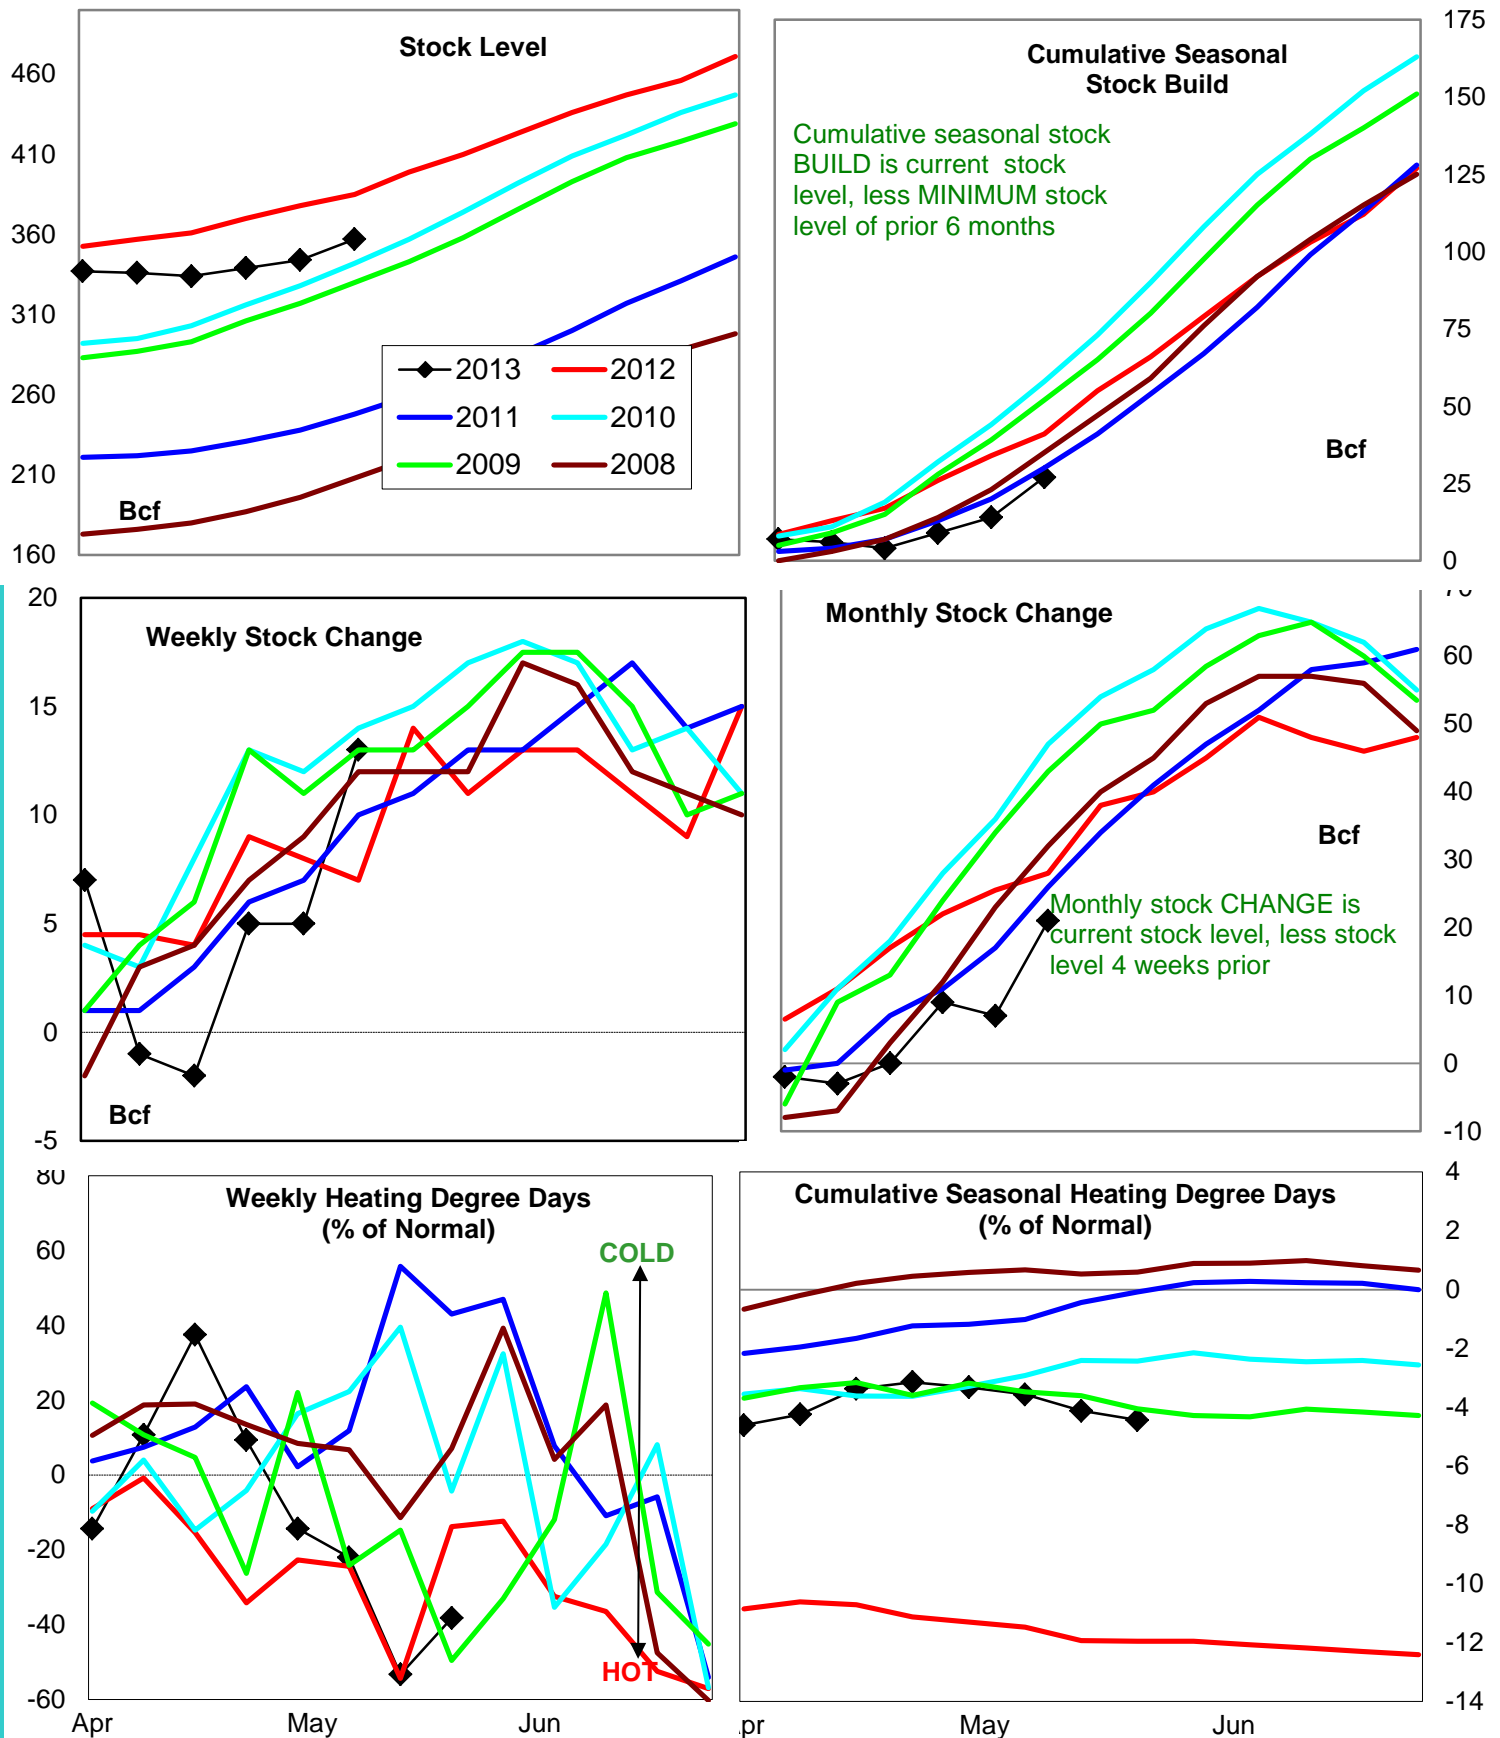 Stock Level
460
410
360
310
260
210
160
Bcf
2013
2012
2011
2010
2009
2008
Cumulative Seasonal
Stock Build
Cumulative seasonal stock
BUILD is current stock
level, less MINIMUM stock
level of prior 6 months
Bcf
175
150
125
100
75
50
25
0
Weekly Stock Change
20
15
10
5
0
-5
Bcf
Monthly Stock Change
70
60
50
40
30
20
10
0
-10
Bcf
Monthly stock CHANGE is
current stock level, less stock
level 4 weeks prior
Weekly Heating Degree Days
(% of Normal)
80
60
40
20
0
-20
-40
-60
COLD
HOT
Apr
May
Jun
Cumulative Seasonal Heating Degree Days
(% of Normal)
4
2
0
-2
-4
-6
-8
-10
-12
-14
pr
May
Jun